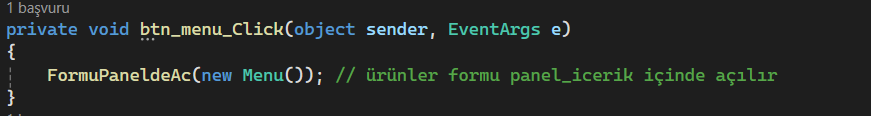 1 başvuru
private void btn_menu_Click(object sender, EventArgs e)
{
FormuPaneldeAc(new Menu()); // ürünler formu panel_icerik içinde açılır
}